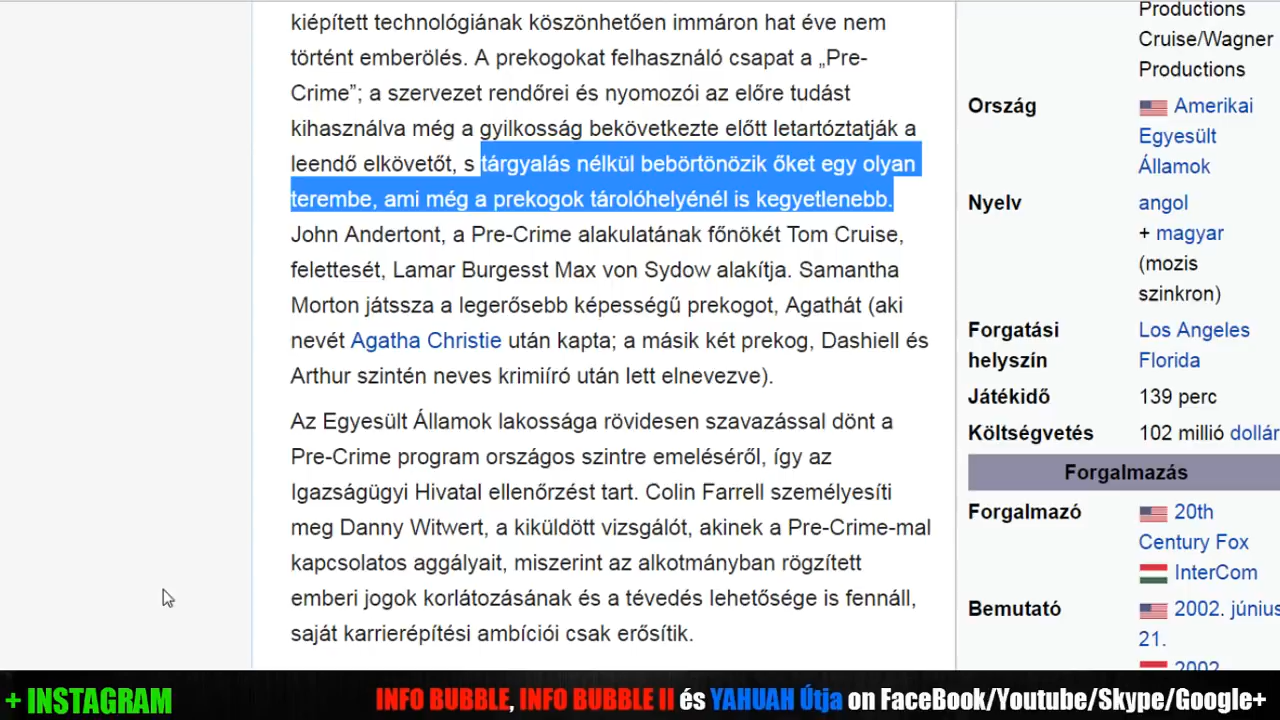 kiépített technológiának köszönhetően immáron hat éve nem
történt emberölés. A prekogokat felhasználó csapat a „Pre-
Crime”; a szervezet rendőrei és nyomozói az előre tudást
kihasználva még a gyilkosság bekövetkezte előtt letartóztatják a
leendő elkövetőt, s tárgyalás nélkül bebörtönözik őket egy olyan
terembe, ami még a prekogok tárolóhelyénél is kegyetlenebb.
John Andertont, a Pre-Crime alakulatának főnökét Tom Cruise,
felettesét, Lamar Burgesst Max von Sydow alakítja. Samantha
Morton játssza a legerősebb képességű prekogot, Agathát (aki
nevét Agatha Christie után kapta; a másik két prekog, Dashiell és
Arthur szintén neves krimiíró után lett elnevezve).
Az Egyesült Államok lakossága rövidesen szavazással dönt a
Pre-Crime program országos szintre emeléséről, így az
Igazságügyi Hivatal ellenőrzést tart. Colin Farrell személyesíti
meg Danny Witwert, a kiküldött vizsgálót, akinek a Pre-Crime-mal
kapcsolatos aggályait, miszerint az alkotmányban rögzített
emberi jogok korlátozásának és a tévedés lehetősége is fennáll,
saját karrierépítési ambíciói csak erősítik.
Productions
Cruise/Wagner
Productions
Ország Amerikai
Egyesült
Államok
Nyelv angol
+ magyar
(mozis
szinkron)
Forgatási Los Angeles
helyszín Florida
Játékidő 139 perc
Költségvetés 102 millió dollár
Forgalmazás
Forgalmazó 20th
Century Fox
InterCom
Bemutató 2002. június
21.
2002
+ INSTAGRAM INFO BUBBLE, INFO BUBBLE II és YAHUAH Útja on FaceBook/Youtube/Skype/Google+